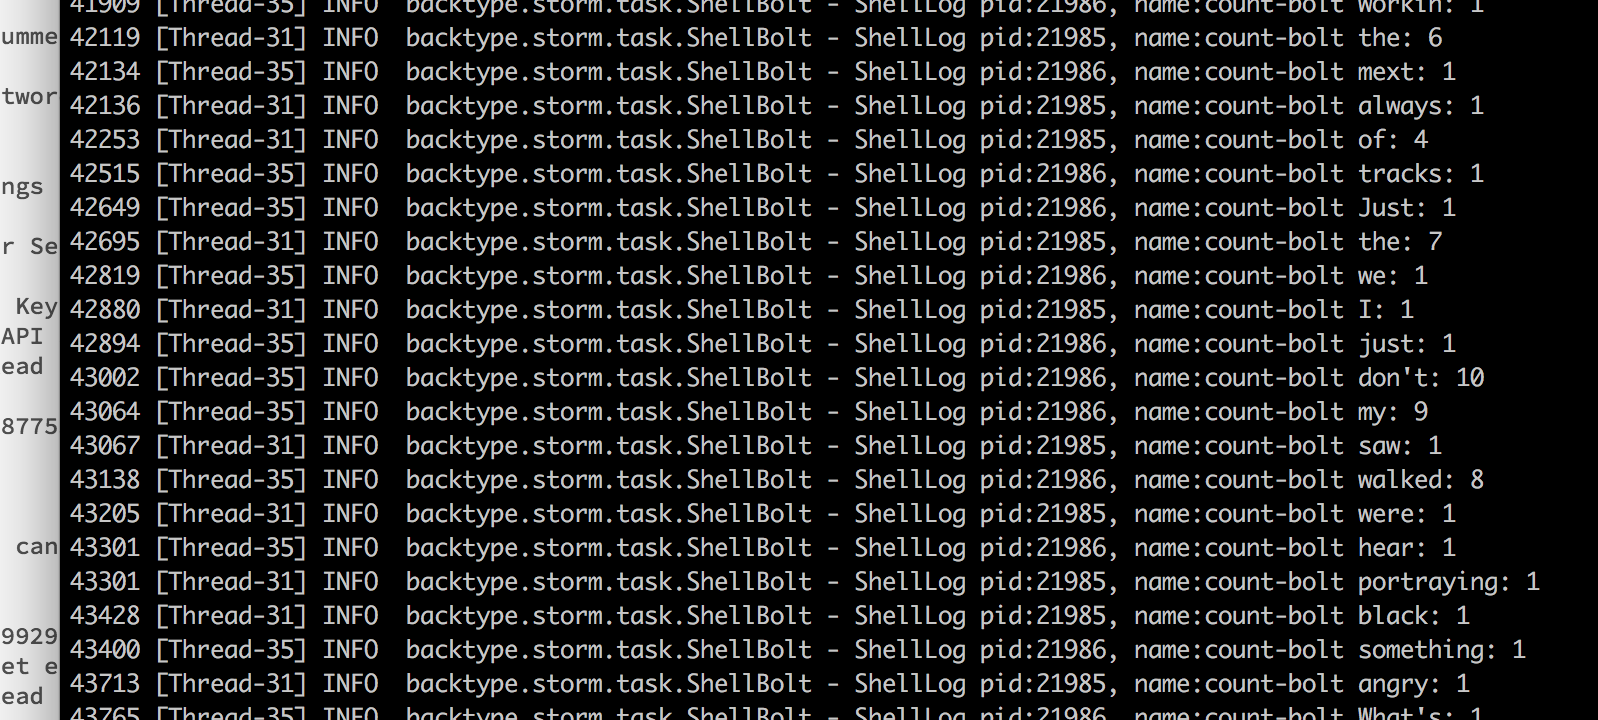 41909 [Thread-35] INFO  backtype.storm.task.ShellBolt - ShellLog pid:21986, name:count-bolt workin: 1
42119 [Thread-31] INFO  backtype.storm.task.ShellBolt - ShellLog pid:21985, name:count-bolt the: 6
42134 [Thread-35] INFO  backtype.storm.task.ShellBolt - ShellLog pid:21986, name:count-bolt mext: 1
42136 [Thread-31] INFO  backtype.storm.task.ShellBolt - ShellLog pid:21985, name:count-bolt always: 1
42253 [Thread-31] INFO  backtype.storm.task.ShellBolt - ShellLog pid:21985, name:count-bolt of: 4
42515 [Thread-35] INFO  backtype.storm.task.ShellBolt - ShellLog pid:21986, name:count-bolt tracks: 1
42649 [Thread-35] INFO  backtype.storm.task.ShellBolt - ShellLog pid:21986, name:count-bolt Just: 1
42695 [Thread-31] INFO  backtype.storm.task.ShellBolt - ShellLog pid:21985, name:count-bolt the: 7
42819 [Thread-35] INFO  backtype.storm.task.ShellBolt - ShellLog pid:21986, name:count-bolt we: 1
42880 [Thread-31] INFO  backtype.storm.task.ShellBolt - ShellLog pid:21985, name:count-bolt I: 1
42894 [Thread-35] INFO  backtype.storm.task.ShellBolt - ShellLog pid:21986, name:count-bolt just: 1
43002 [Thread-35] INFO  backtype.storm.task.ShellBolt - ShellLog pid:21986, name:count-bolt don't: 10
43064 [Thread-35] INFO  backtype.storm.task.ShellBolt - ShellLog pid:21986, name:count-bolt my: 9
43067 [Thread-31] INFO  backtype.storm.task.ShellBolt - ShellLog pid:21985, name:count-bolt saw: 1
43138 [Thread-35] INFO  backtype.storm.task.ShellBolt - ShellLog pid:21986, name:count-bolt walked: 8
43205 [Thread-31] INFO  backtype.storm.task.ShellBolt - ShellLog pid:21985, name:count-bolt were: 1
43301 [Thread-35] INFO  backtype.storm.task.ShellBolt - ShellLog pid:21986, name:count-bolt hear: 1
43301 [Thread-31] INFO  backtype.storm.task.ShellBolt - ShellLog pid:21985, name:count-bolt portraying: 1
43428 [Thread-31] INFO  backtype.storm.task.ShellBolt - ShellLog pid:21985, name:count-bolt black: 1
43400 [Thread-35] INFO  backtype.storm.task.ShellBolt - ShellLog pid:21986, name:count-bolt something: 1
43713 [Thread-31] INFO  backtype.storm.task.ShellBolt - ShellLog pid:21985, name:count-bolt angry: 1
43765 [Thread-35] INFO  backtype.storm.task.ShellBolt - ShellLog pid:21986, name:count-bolt What's: 1
umme
twor
ngs
r Se
Key
API
ead
8775
can
9929
et e
ead